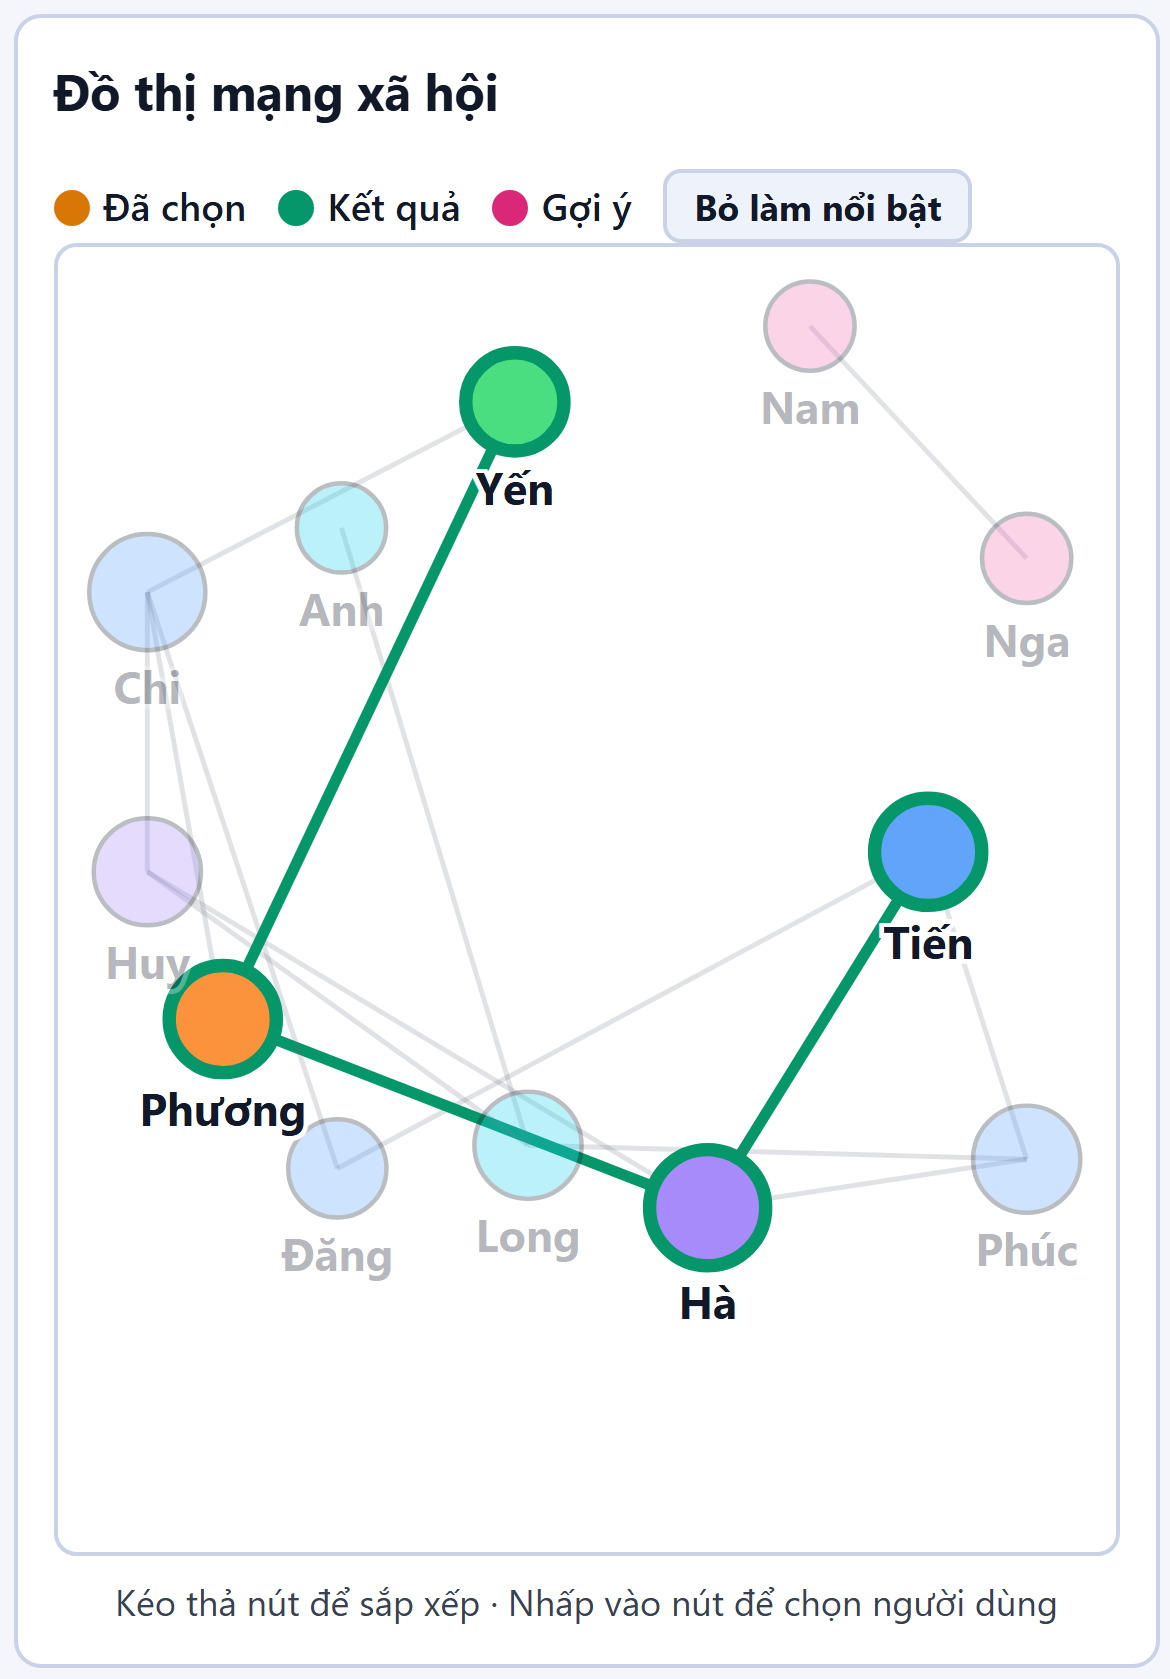 Đồ thị mạng xã hội
Đã chọn
Kết quả
Gợi ý
Bỏ làm nổi bật
Nam
Yến
Anh
Nga
Chi
Tiến
Huy
Phương
Long
Đăng
Phúc
Hà
Kéo thả nút để sắp xếp · Nhấp vào nút để chọn người dùng